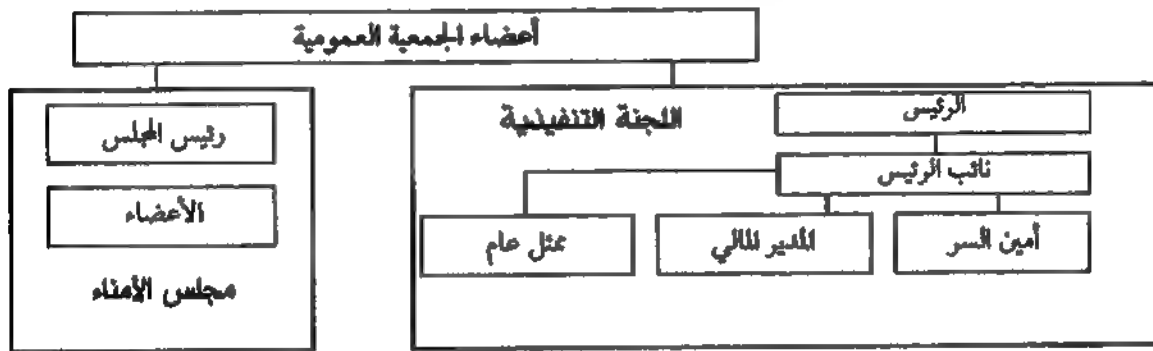 أعضاء الجمعية العمومية
اللجنة التنفيذية
الرئيس
نائب الرئيس
أمين السر
المدير المالي
ممثل عام
رئيس المجلس
الأعضاء
مجلس الأمناء